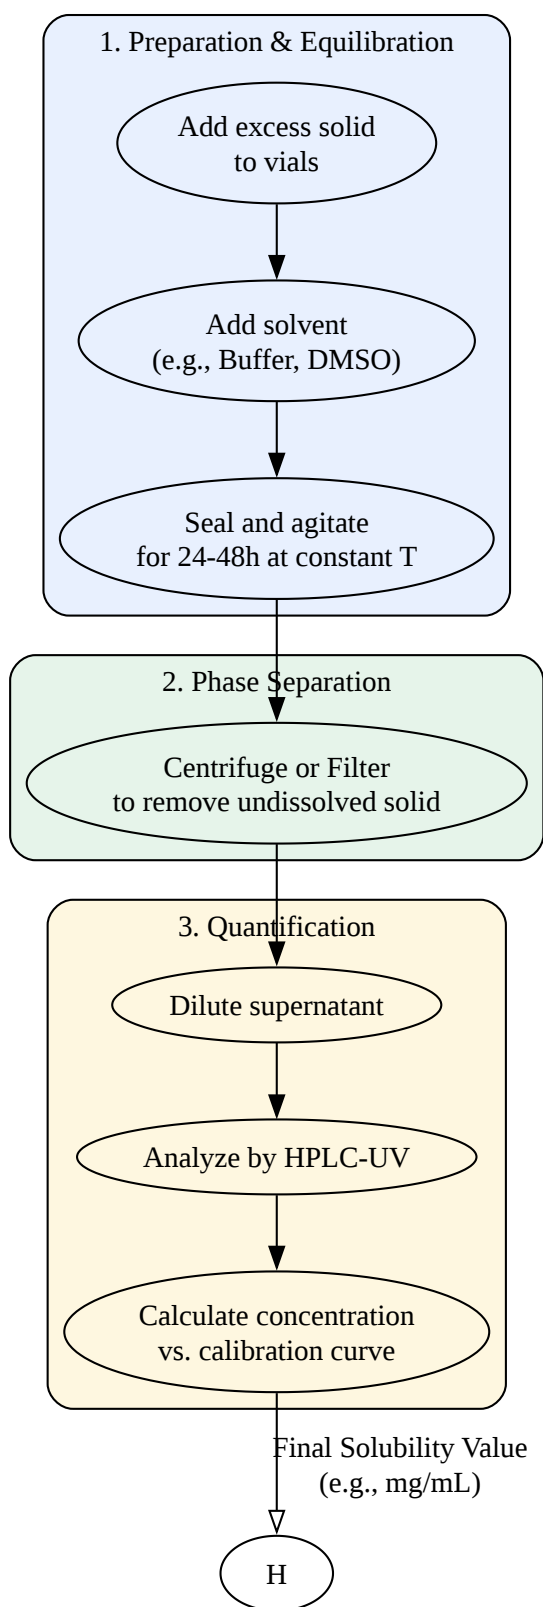 1. Preparation & Equilibration
Add excess solid
to vials
Add solvent
(e.g., Buffer, DMSO)
Seal and agitate
for 24-48h at constant T
2. Phase Separation
Centrifuge or Filter
to remove undissolved solid
3. Quantification
Dilute supernatant
Analyze by HPLC-UV
Calculate concentration
vs. calibration curve
Final Solubility Value
(e.g., mg/mL)
H